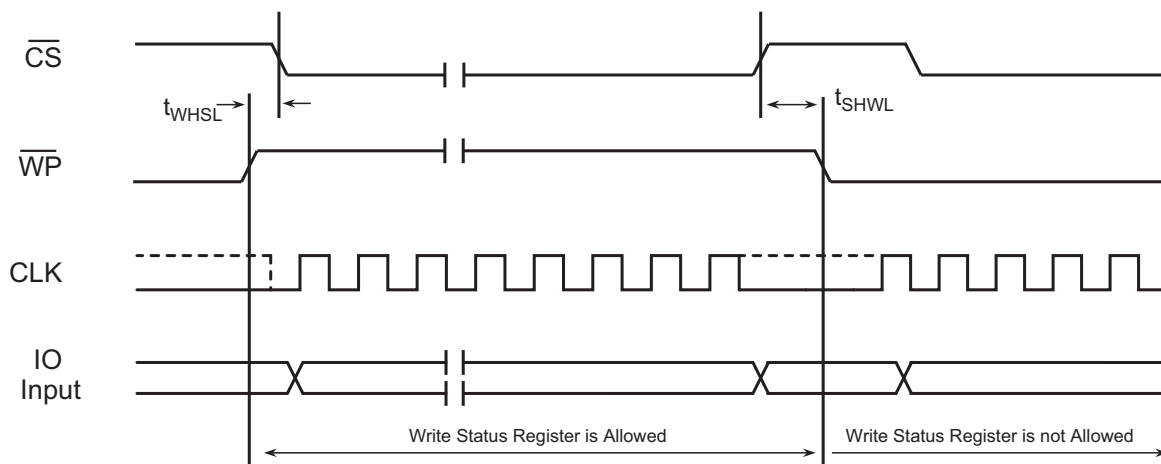 CS
tWHSL
tSHWL
WP
CLK
IO
Input
Write Status Register is Allowed
Write Status Register is not Allowed